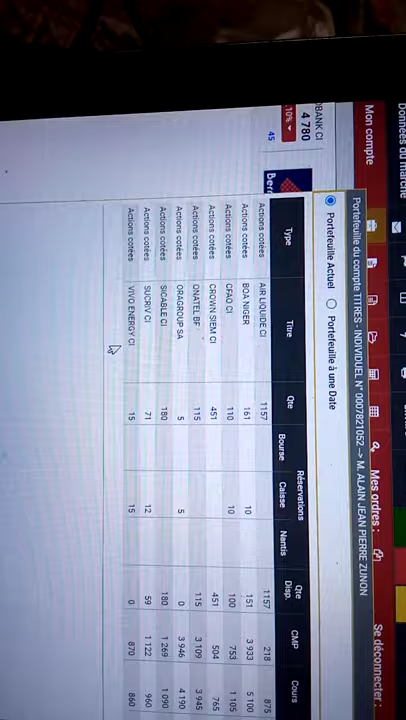 Données du marché
Mon compte
Mes ordres :
Se déconnecter :
Portefeuille du compte TITRES - INDIVIDUEL N° 0007821052 --> M. ALAIN JEAN PIERRE ZUNON
Portefeuille Actuel Portefeuille à une Date
OBANK CI
4 780
,10%
45
Type Titre Qte Réservations Qte Disp. CMP Cours
Bourse Caisse Nantis
Actions cotées AIR LIQUIDE CI 1157 1157 218 875
Actions cotées BOA NIGER 161 10 151 3 933 5 100
Actions cotées CFAO CI 110 10 100 753 1 105
Actions cotées CROWN SIEM CI 451 451 504 765
Actions cotées ONATEL BF 115 115 3 109 3 945
Actions cotées ORAGROUP SA 5 5 0 3 946 4 190
Actions cotées SICABLE CI 180 180 1 269 1 090
Actions cotées SUCRIV CI 71 12 59 1 122 960
Actions cotées VIVO ENERGY CI 15 15 0 870 860